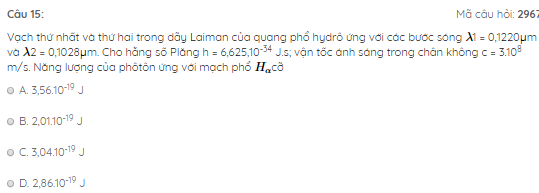 Câu 15:
Mã câu hỏi: 2967
Vạch thứ nhất và thứ hai trong dãy Laiman của quang phổ hydrô ứng với các bước sóng λ1 = 0,1220μm
và λ2 = 0,1028μm. Cho hằng số Plăng h = 6,625.10⁻³⁴ J.s; vận tốc ánh sáng trong chân không c = 3.10⁸
m/s. Năng lượng của phôtôn ứng với mạch phổ Hα cỡ
A. 3,56.10⁻¹⁹ J
B. 2,01.10⁻¹⁹ J
C. 3,04.10⁻¹⁹ J
D. 2,86.10⁻¹⁹ J